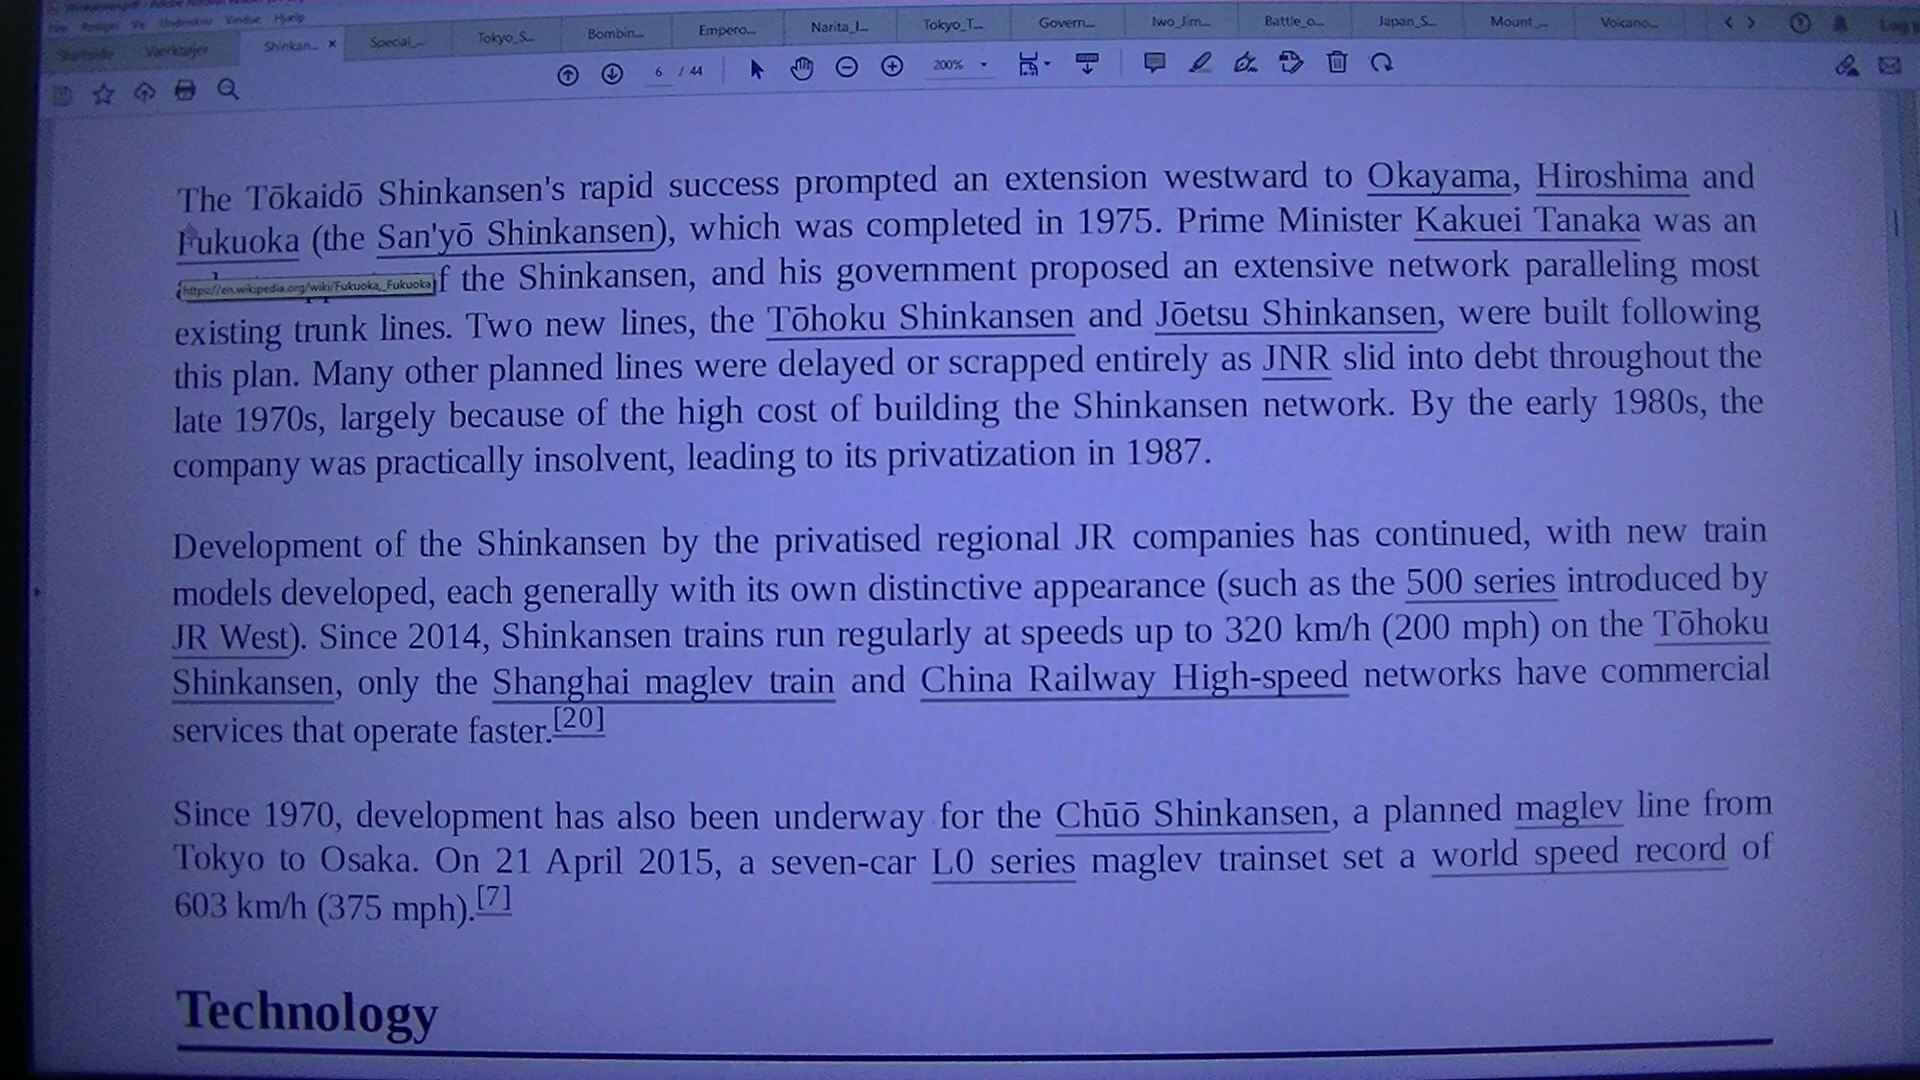 Startside Værktøjer Shinkan... × Special_... Tokyo_S... Bombin... Empero... Narita_I... Tokyo_T... Govern... Iwo_Jim... Battle_o... Japan_S... Mount_... Volcano...
6 / 44 200%
The Tōkaidō Shinkansen's rapid success prompted an extension westward to Okayama, Hiroshima and
Fukuoka (the San'yō Shinkansen), which was completed in 1975. Prime Minister Kakuei Tanaka was an
https://en.wikipedia.org/wiki/Fukuoka,_Fukuoka
f the Shinkansen, and his government proposed an extensive network paralleling most
existing trunk lines. Two new lines, the Tōhoku Shinkansen and Jōetsu Shinkansen, were built following
this plan. Many other planned lines were delayed or scrapped entirely as JNR slid into debt throughout the
late 1970s, largely because of the high cost of building the Shinkansen network. By the early 1980s, the
company was practically insolvent, leading to its privatization in 1987.
Development of the Shinkansen by the privatised regional JR companies has continued, with new train
models developed, each generally with its own distinctive appearance (such as the 500 series introduced by
JR West). Since 2014, Shinkansen trains run regularly at speeds up to 320 km/h (200 mph) on the Tōhoku
Shinkansen, only the Shanghai maglev train and China Railway High-speed networks have commercial
services that operate faster.[20]
Since 1970, development has also been underway for the Chūō Shinkansen, a planned maglev line from
Tokyo to Osaka. On 21 April 2015, a seven-car L0 series maglev trainset set a world speed record of
603 km/h (375 mph).[7]
Technology